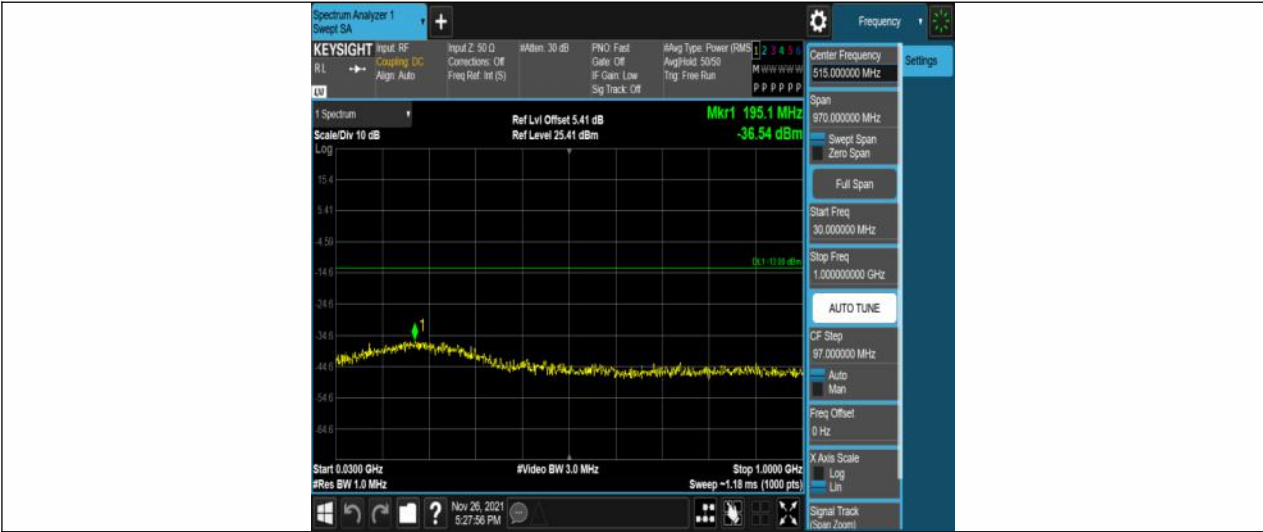 Spectrum Analyzer 1
Swept SA
Frequency
KEYSIGHT
RL
LV
Input: RF
Coupling: DC
Align: Auto
Input Z: 50 Ω
Corrections: Off
Freq Ref: Int (S)
#Atten: 30 dB
PNO: Fast
Gate: Off
IF Gain: Low
Sig Track: Off
#Avg Type: Power (RMS
Avg|Hold: 50/50
Trig: Free Run
1 2 3 4 5 6
M W W W W W
P P P P P P
Center Frequency
515.000000 MHz
Settings
1 Spectrum
Scale/Div 10 dB
Log
Ref Lvl Offset 5.41 dB
Ref Level 25.41 dBm
Mkr1 195.1 MHz
-36.54 dBm
Span
970.000000 MHz
Swept Span
Zero Span
Full Span
Start Freq
30.000000 MHz
Stop Freq
1.000000000 GHz
AUTO TUNE
CF Step
97.000000 MHz
Auto
Man
Freq Offset
0 Hz
X Axis Scale
Log
Lin
Signal Track
(Span Zoom)
15.4
5.41
-4.59
DL1 -13.00 dBm
-14.6
-24.6
-34.6
1
-44.6
-54.6
-64.6
Start 0.0300 GHz
#Res BW 1.0 MHz
#Video BW 3.0 MHz
Stop 1.0000 GHz
Sweep ~1.18 ms (1000 pts)
Nov 26, 2021
5:27:56 PM